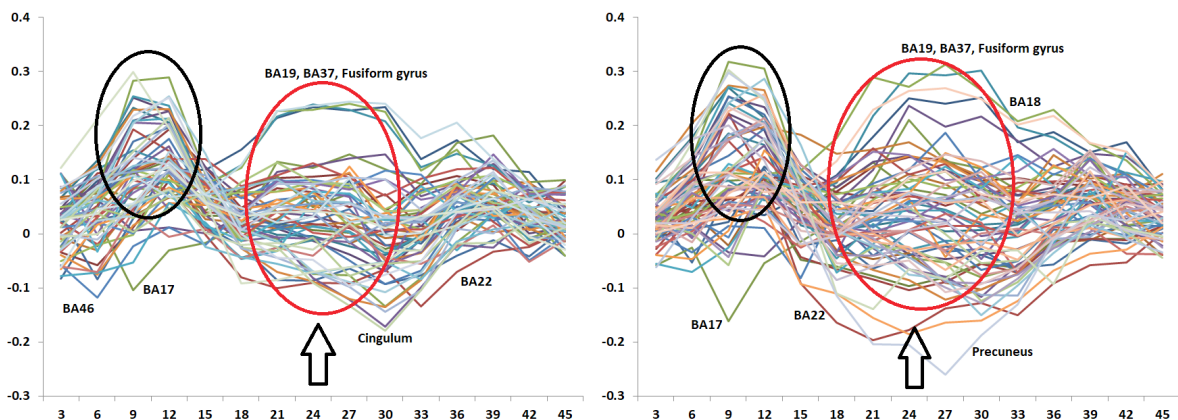 0.4
0.3
0.2
0.1
0
-0.1
-0.2
-0.3
BA19, BA37, Fusiform gyrus
BA46
BA17
BA22
Cingulum
3 6 9 12 15 18 21 24 27 30 33 36 39 42 45
0.4
0.3
0.2
0.1
0
-0.1
-0.2
-0.3
BA19, BA37, Fusiform gyrus
BA18
BA17
BA22
Precuneus
3 6 9 12 15 18 21 24 27 30 33 36 39 42 45